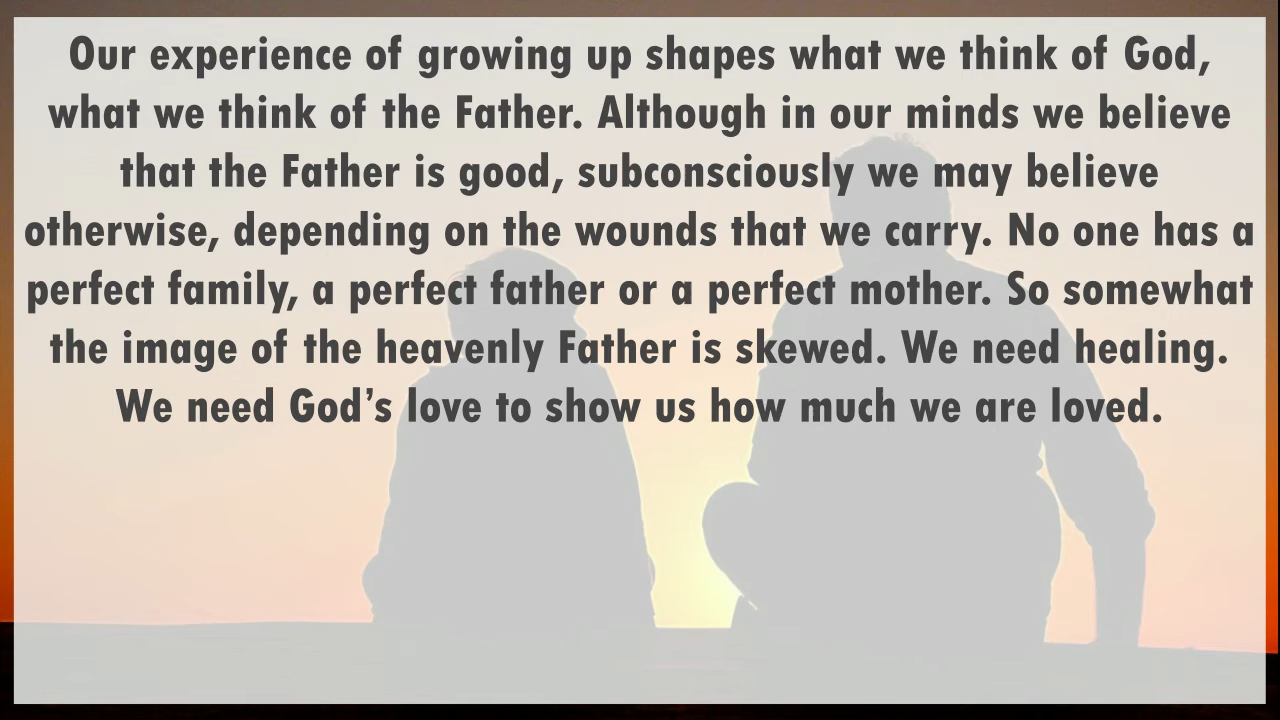 Our experience of growing up shapes what we think of God,
what we think of the Father. Although in our minds we believe
that the Father is good, subconsciously we may believe
otherwise, depending on the wounds that we carry. No one has a
perfect family, a perfect father or a perfect mother. So somewhat
the image of the heavenly Father is skewed. We need healing.
We need God’s love to show us how much we are loved.